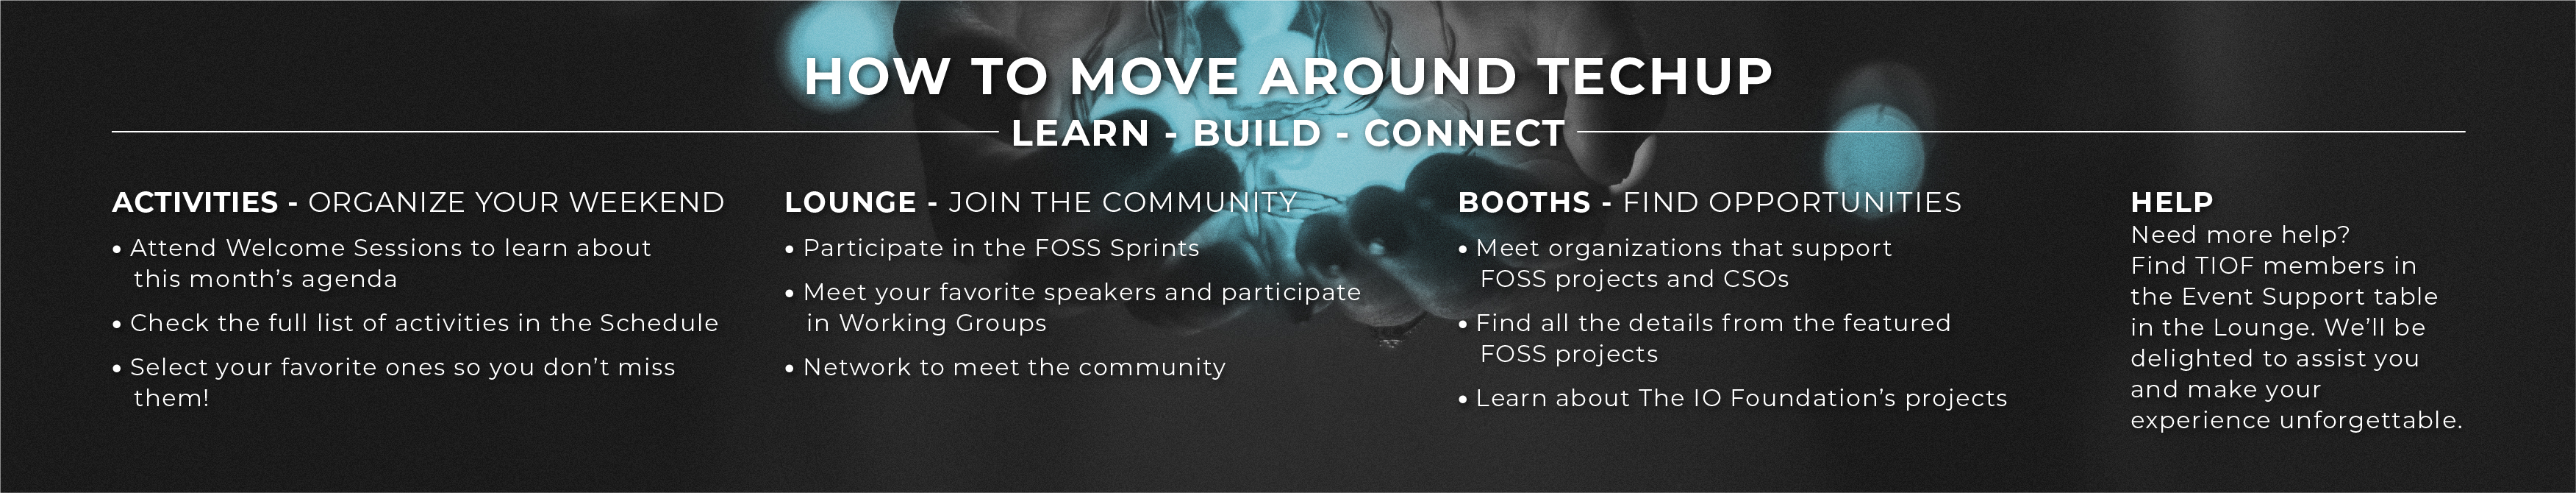 HOW TO MOVE AROUND TECHUP
LEARN - BUILD - CONNECT
ACTIVITIES - ORGANIZE YOUR WEEKEND
• Attend Welcome Sessions to learn about
this month's agenda
• Check the full list of activities in the Schedule
• Select your favorite ones so you don't miss
them!
LOUNGE - JOIN THE COMMUNITY
• Participate in the FOSS Sprints
• Meet your favorite speakers and participate
in Working Groups
• Network to meet the community
BOOTHS - FIND OPPORTUNITIES
• Meet organizations that support
FOSS projects and CSOs
• Find all the details from the featured
FOSS projects
• Learn about The IO Foundation's projects
HELP
Need more help?
Find TIOF members in
the Event Support table
in the Lounge. We'll be
delighted to assist you
and make your
experience unforgettable.